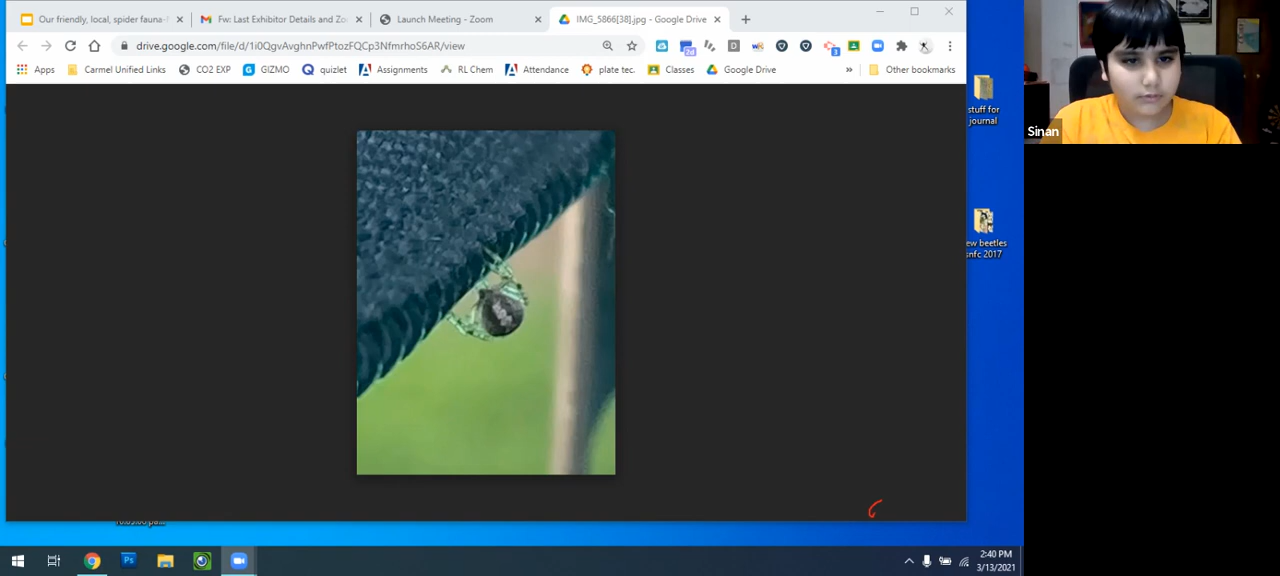 Our friendly, local, spider fauna-
Fw: Last Exhibitor Details and Zo
Launch Meeting - Zoom
IMG_5866[38].jpg - Google Drive
drive.google.com/file/d/1i0QgvAvghnPwfPtozFQCp3NfmrhoS6AR/view
2d
D
3
Apps
Carmel Unified Links
CO2 EXP
G GIZMO
Q quizlet
Assignments
RL Chem
Attendance
plate tec.
Classes
Google Drive
»
Other bookmarks
stuff for
journal
ew beetles
snfc 2017
Sinan
Ps
2:40 PM
3/13/2021